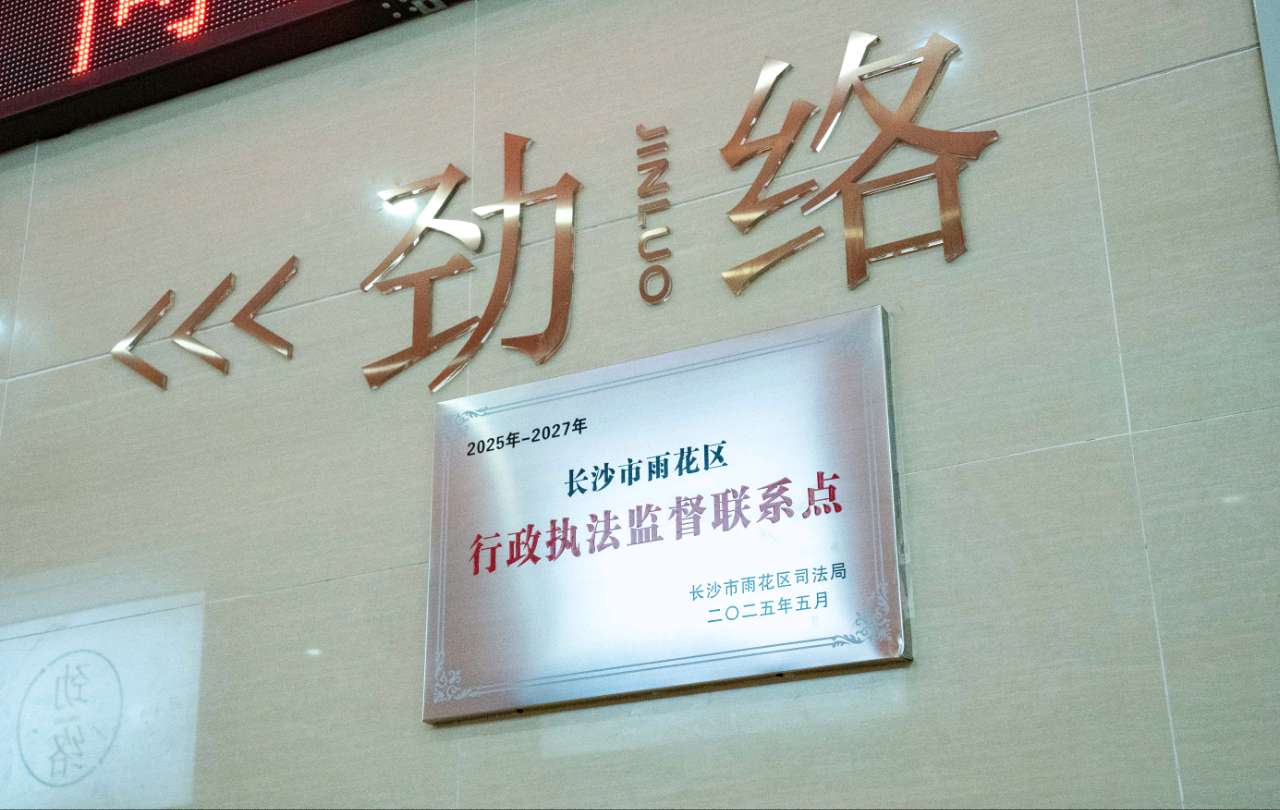 劲络
JINLUO
2025年-2027年
长沙市雨花区
行政执法监督联系点
长沙市雨花区司法局
二〇二五年五月
劲络